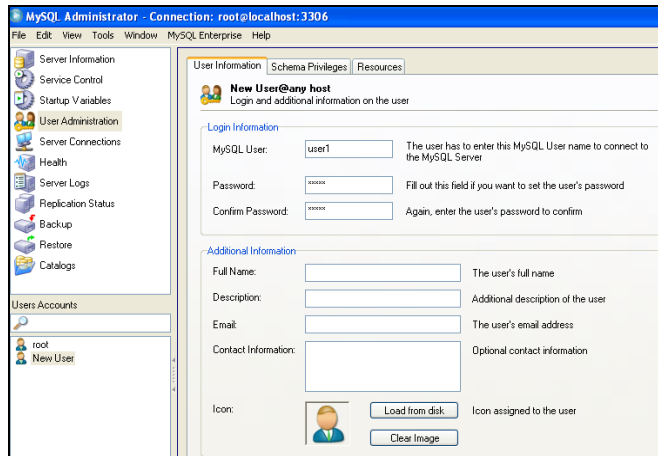 MySQL Administrator - Connection: root@localhost:3306
File Edit View Tools Window MySQL Enterprise Help
Server Information
Service Control
Startup Variables
User Administration
Server Connections
Health
Server Logs
Replication Status
Backup
Restore
Catalogs
Users Accounts
root
New User
User Information Schema Privileges Resources
New User@any host
Login and additional information on the user
Login Information
MySQL User: user1 The user has to enter this MySQL User name to connect to
the MySQL Server
Password: xxxxx Fill out this field if you want to set the user's password
Confirm Password: xxxxx Again, enter the user's password to confirm
Additional Information
Full Name: The user's full name
Description: Additional description of the user
Email: The user's email address
Contact Information: Optional contact information
Icon: Load from disk Icon assigned to the user
Clear Image